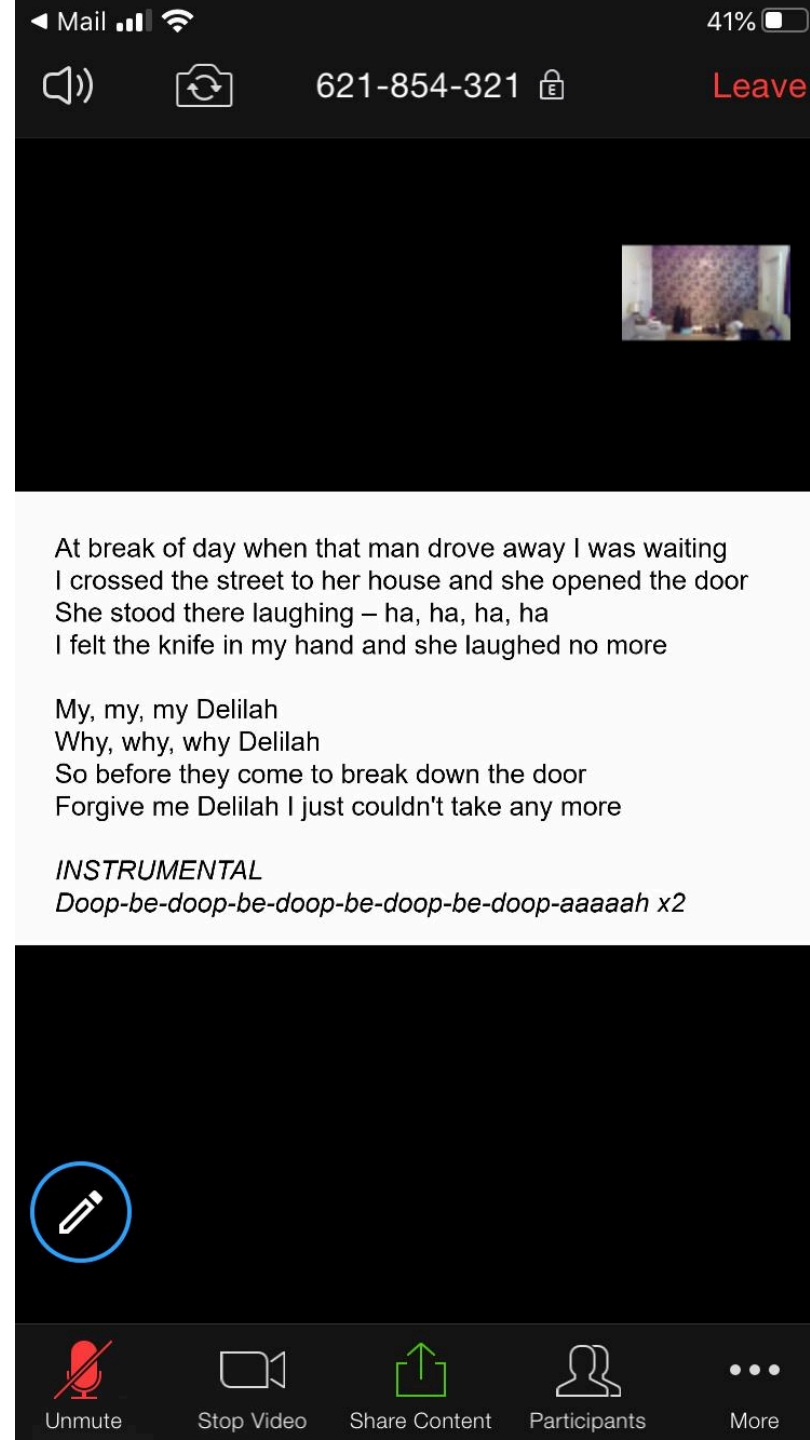 ◀ Mail
41%
621-854-321
E
Leave
At break of day when that man drove away I was waiting
I crossed the street to her house and she opened the door
She stood there laughing – ha, ha, ha, ha
I felt the knife in my hand and she laughed no more
My, my, my Delilah
Why, why, why Delilah
So before they come to break down the door
Forgive me Delilah I just couldn't take any more
INSTRUMENTAL
Doop-be-doop-be-doop-be-doop-be-doop-aaaaah x2
Unmute
Stop Video
Share Content
Participants
More